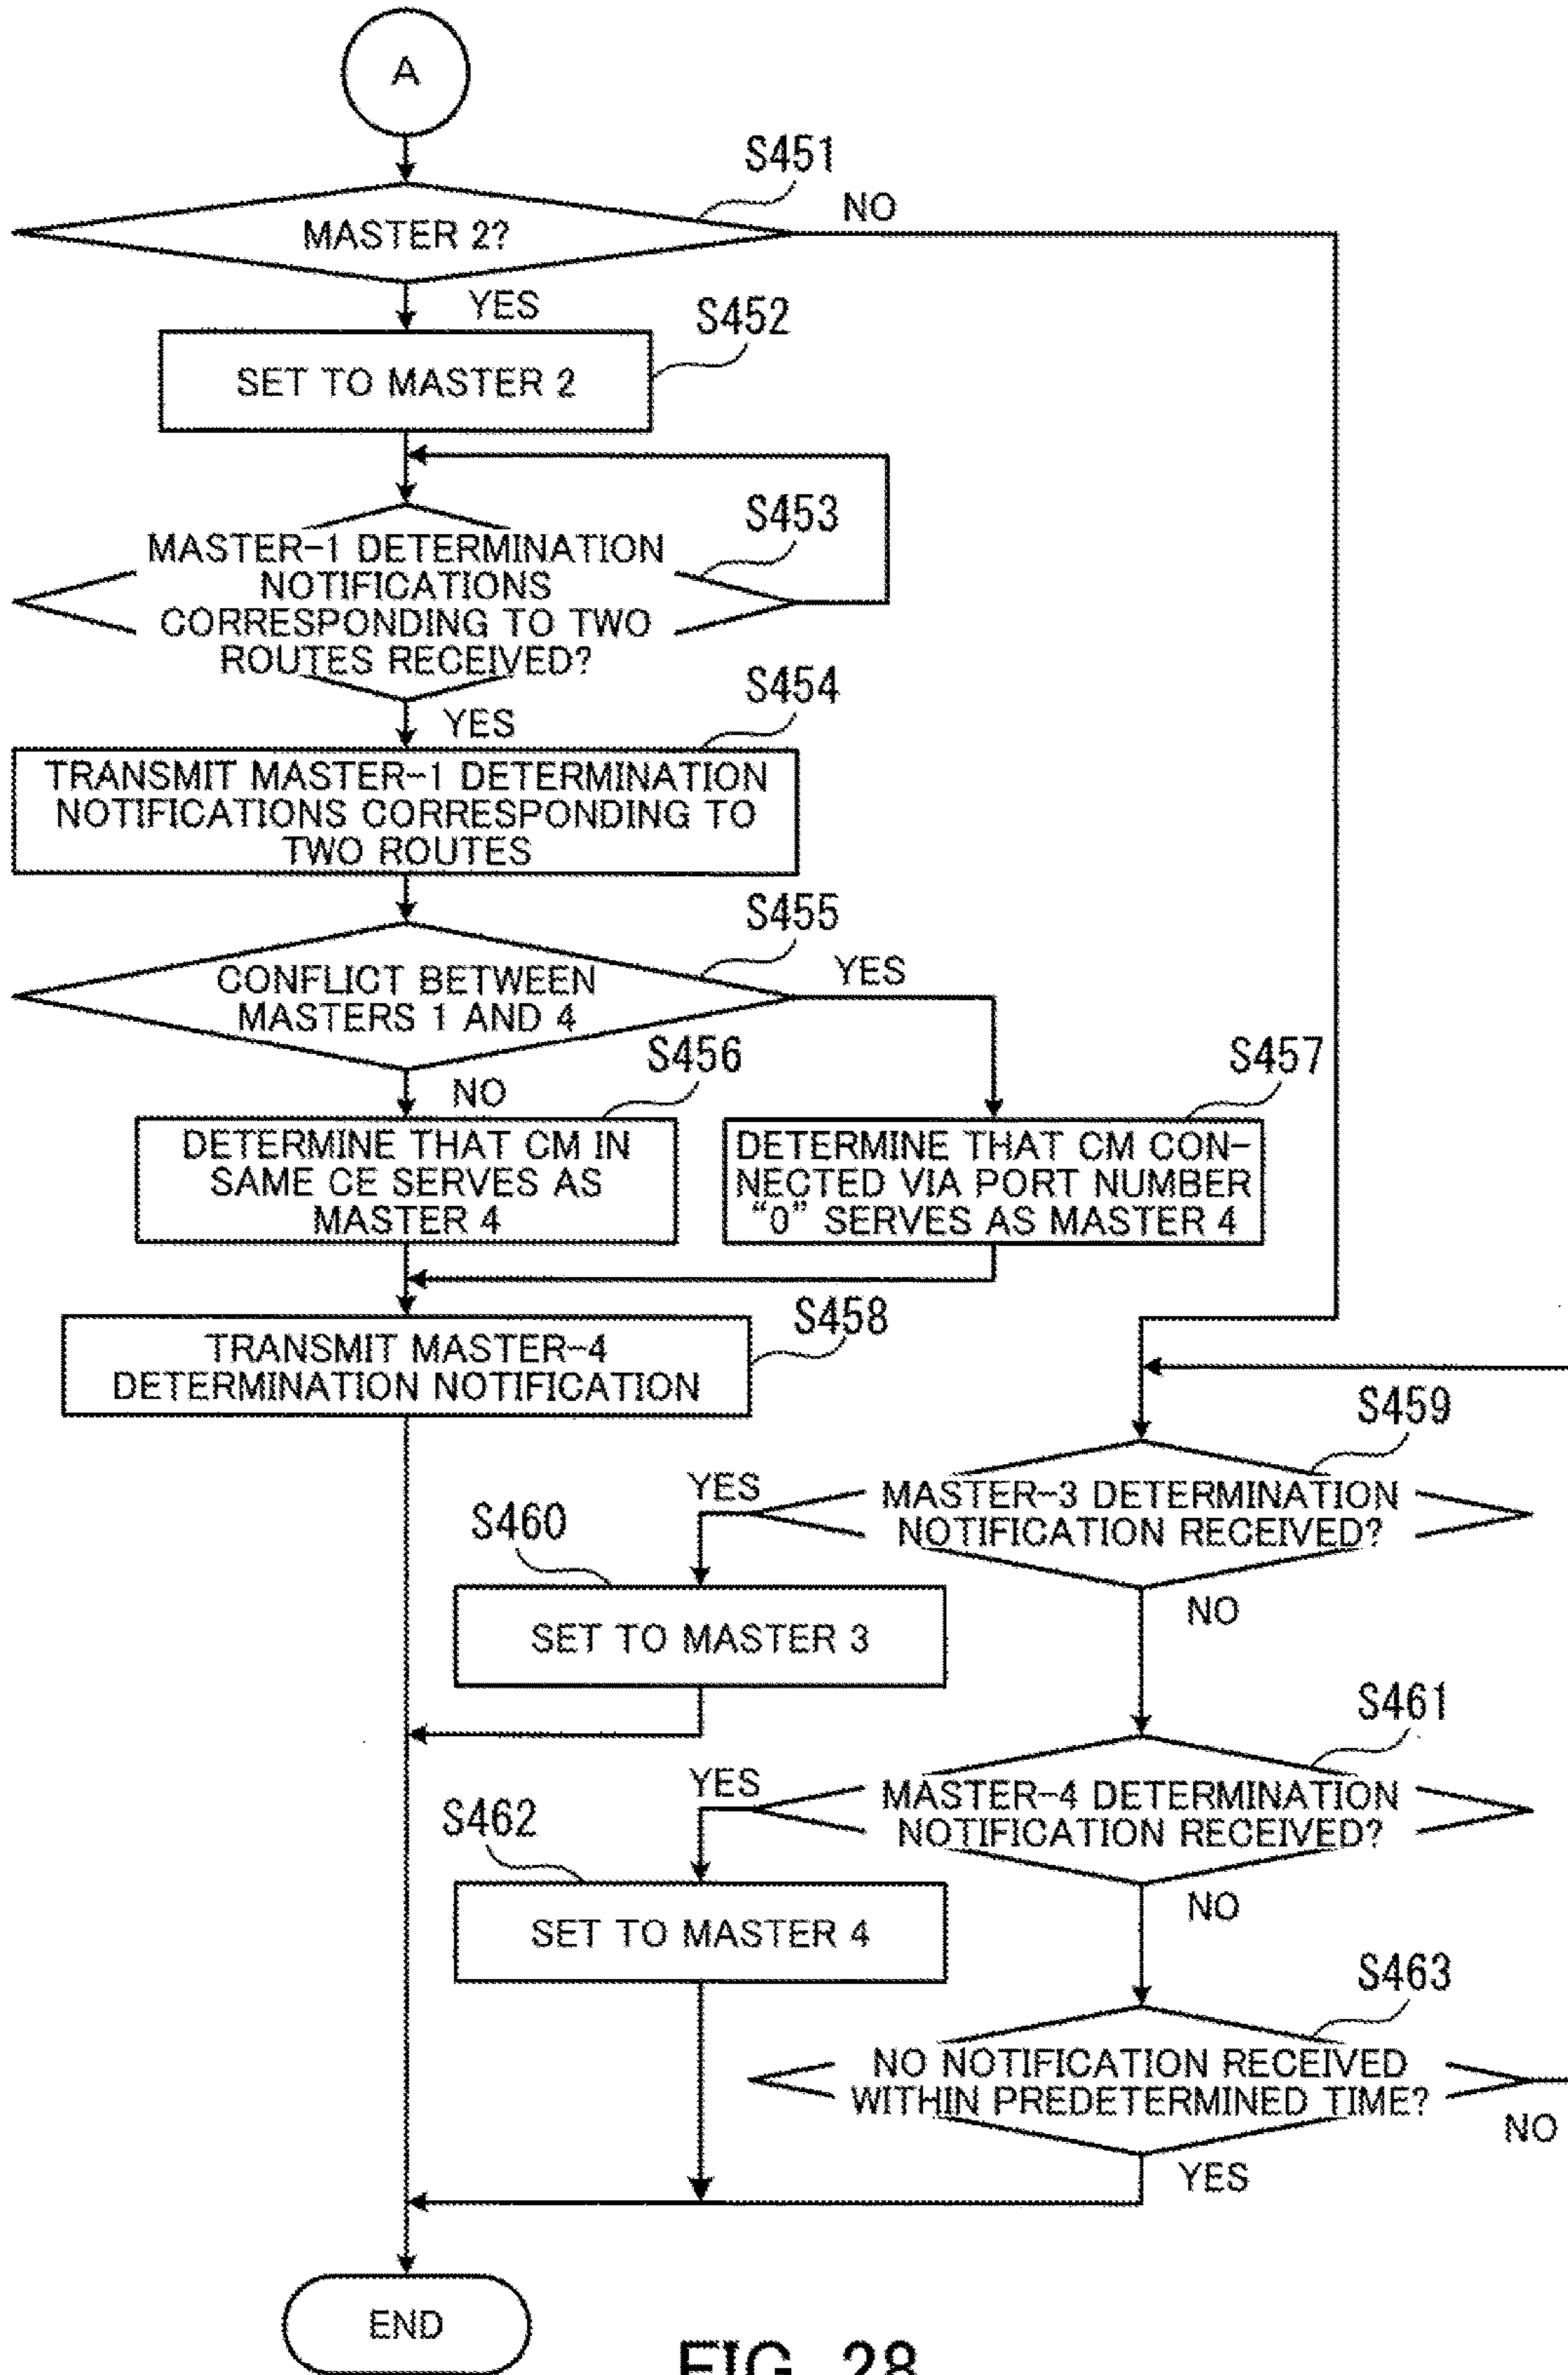 A
S451
MASTER 2?
NO
YES
S452
SET TO MASTER 2
S453
MASTER-1 DETERMINATION
NOTIFICATIONS
CORRESPONDING TO TWO
ROUTES RECEIVED?
YES
S454
TRANSMIT MASTER-1 DETERMINATION
NOTIFICATIONS CORRESPONDING TO
TWO ROUTES
S455
CONFLICT BETWEEN
MASTERS 1 AND 4
YES
NO
S456
DETERMINE THAT CM IN
SAME CE SERVES AS
MASTER 4
S457
DETERMINE THAT CM CON-
NECTED VIA PORT NUMBER
“0” SERVES AS MASTER 4
S458
TRANSMIT MASTER-4
DETERMINATION NOTIFICATION
S459
MASTER-3 DETERMINATION
NOTIFICATION RECEIVED?
YES
NO
S460
SET TO MASTER 3
S461
MASTER-4 DETERMINATION
NOTIFICATION RECEIVED?
YES
NO
S462
SET TO MASTER 4
S463
NO NOTIFICATION RECEIVED
WITHIN PREDETERMINED TIME?
NO
YES
END
FIG. 28